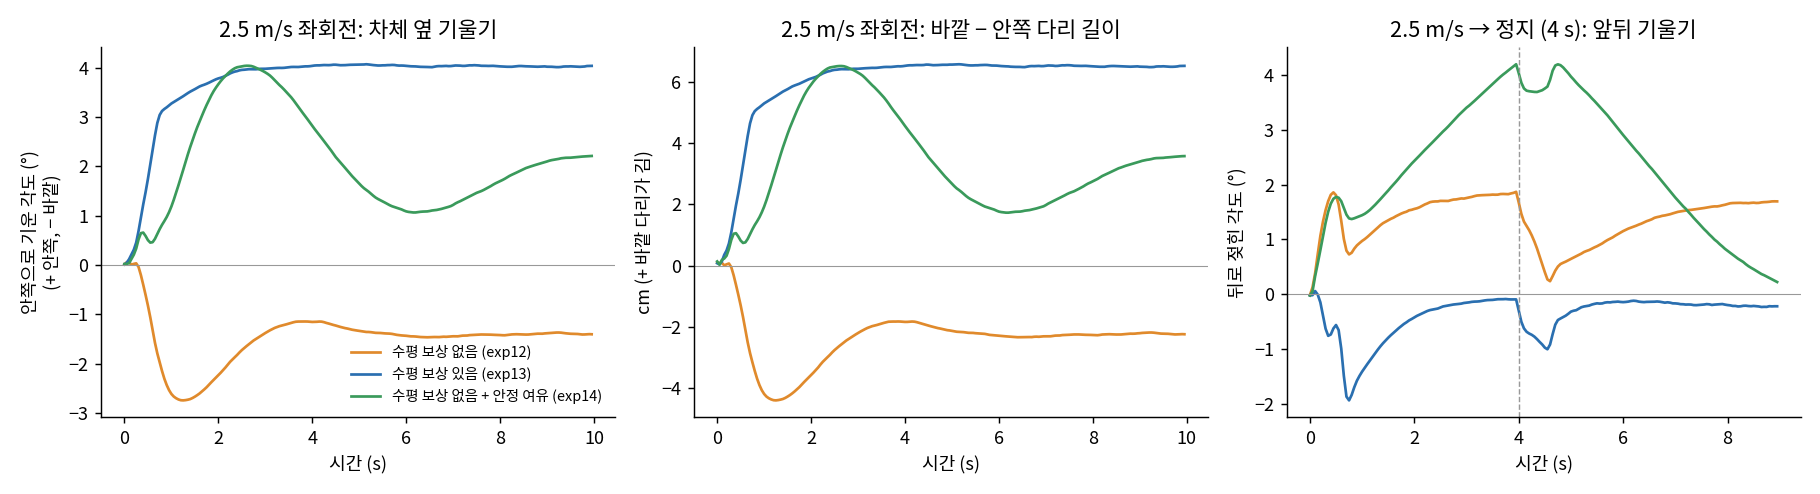 2.5 m/s 좌회전: 차체 옆 기울기
안쪽으로 기운 각도 (°)
(+ 안쪽, − 바깥)
4
3
2
1
0
−1
−2
−3
0 2 4 6 8 10
시간 (s)
수평 보상 없음 (exp12)
수평 보상 있음 (exp13)
수평 보상 없음 + 안정 여유 (exp14)
2.5 m/s 좌회전: 바깥 − 안쪽 다리 길이
cm (+ 바깥 다리가 김)
6
4
2
0
−2
−4
0 2 4 6 8 10
시간 (s)
2.5 m/s → 정지 (4 s): 앞뒤 기울기
뒤로 젖힌 각도 (°)
4
3
2
1
0
−1
−2
0 2 4 6 8
시간 (s)